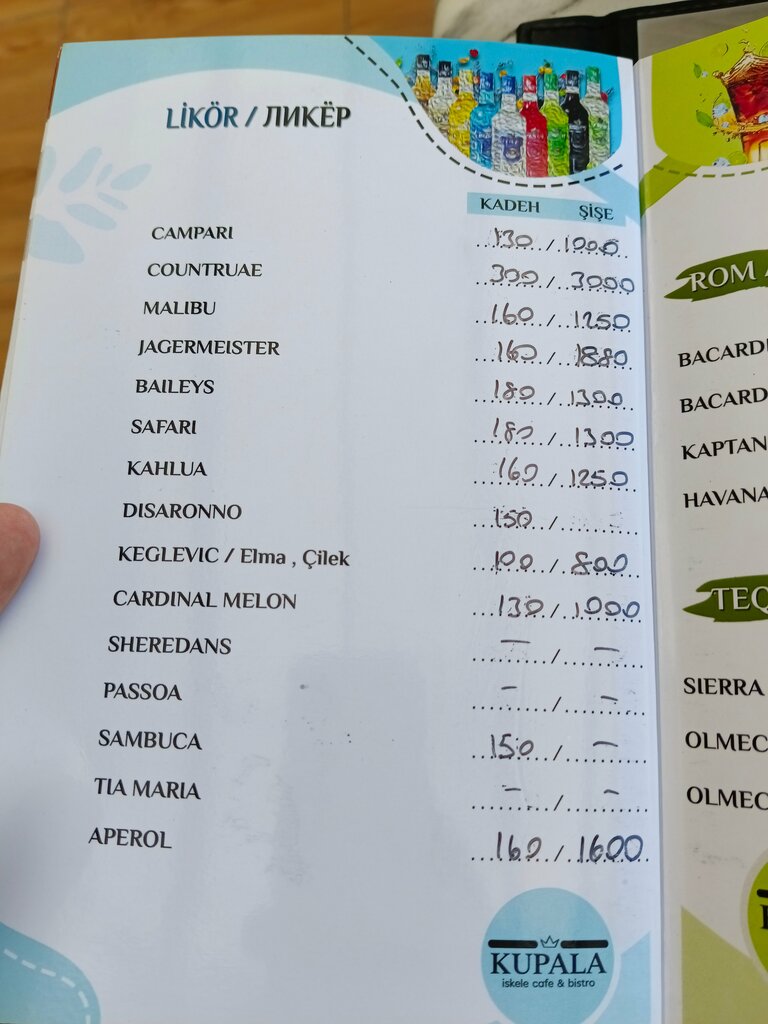 LİKÖR / ЛИКЁР
KADEH ŞİŞE
CAMPARI 130 / 1000
COUNTRUAE 300 / 3000
MALIBU 160 / 1250
JAGERMEISTER 160 / 1880
BAILEYS 180 / 1300
SAFARI 180 / 1300
KAHLUA 160 / 1250
DISARONNO 150 /
KEGLEVIC / Elma , Çilek 100 / 800
CARDINAL MELON 130 / 1000
SHEREDANS – / –
PASSOA – / –
SAMBUCA 150 / –
TIA MARIA – / –
APEROL 160 / 1600
KUPALA
iskele cafe & bistro
ROM
BACARD
BACARD
KAPTAN
HAVANA
TEQ
SIERRA
OLMEC
OLMEC